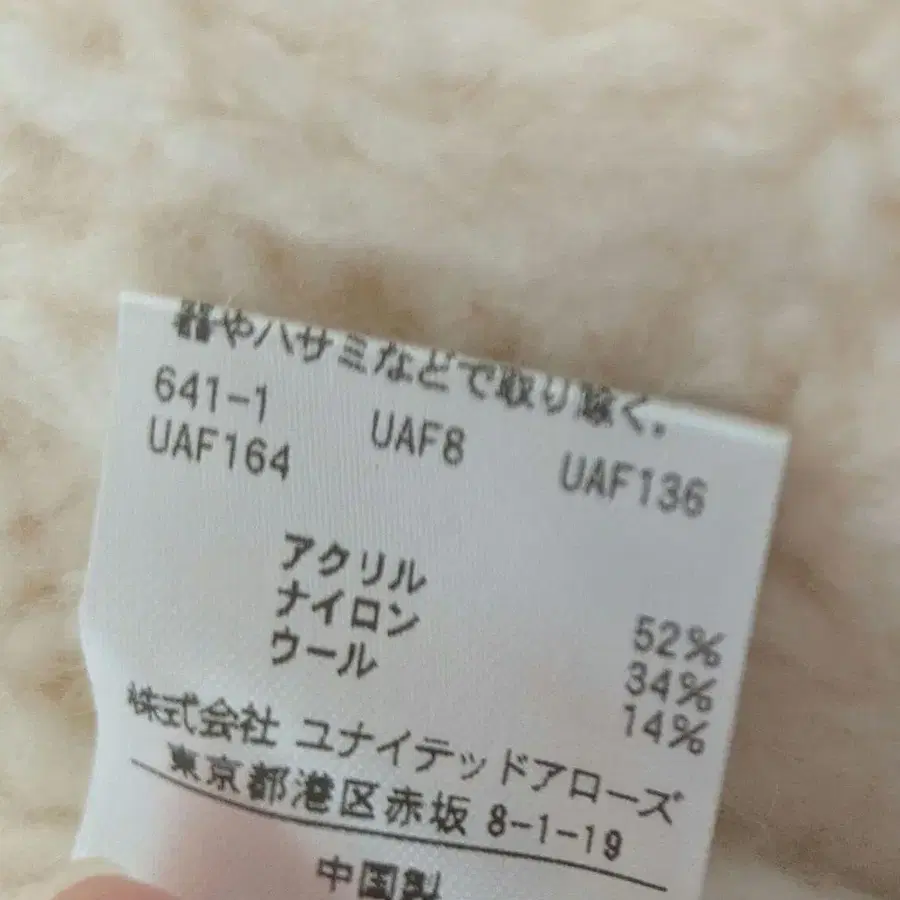 器やハサミなどで取り除く。
641-1 UAF8 UAF136
UAF164
アクリル 52%
ナイロン 34%
ウール 14%
株式会社 ユナイテッドアローズ
東京都港区赤坂 8-1-19
中国製